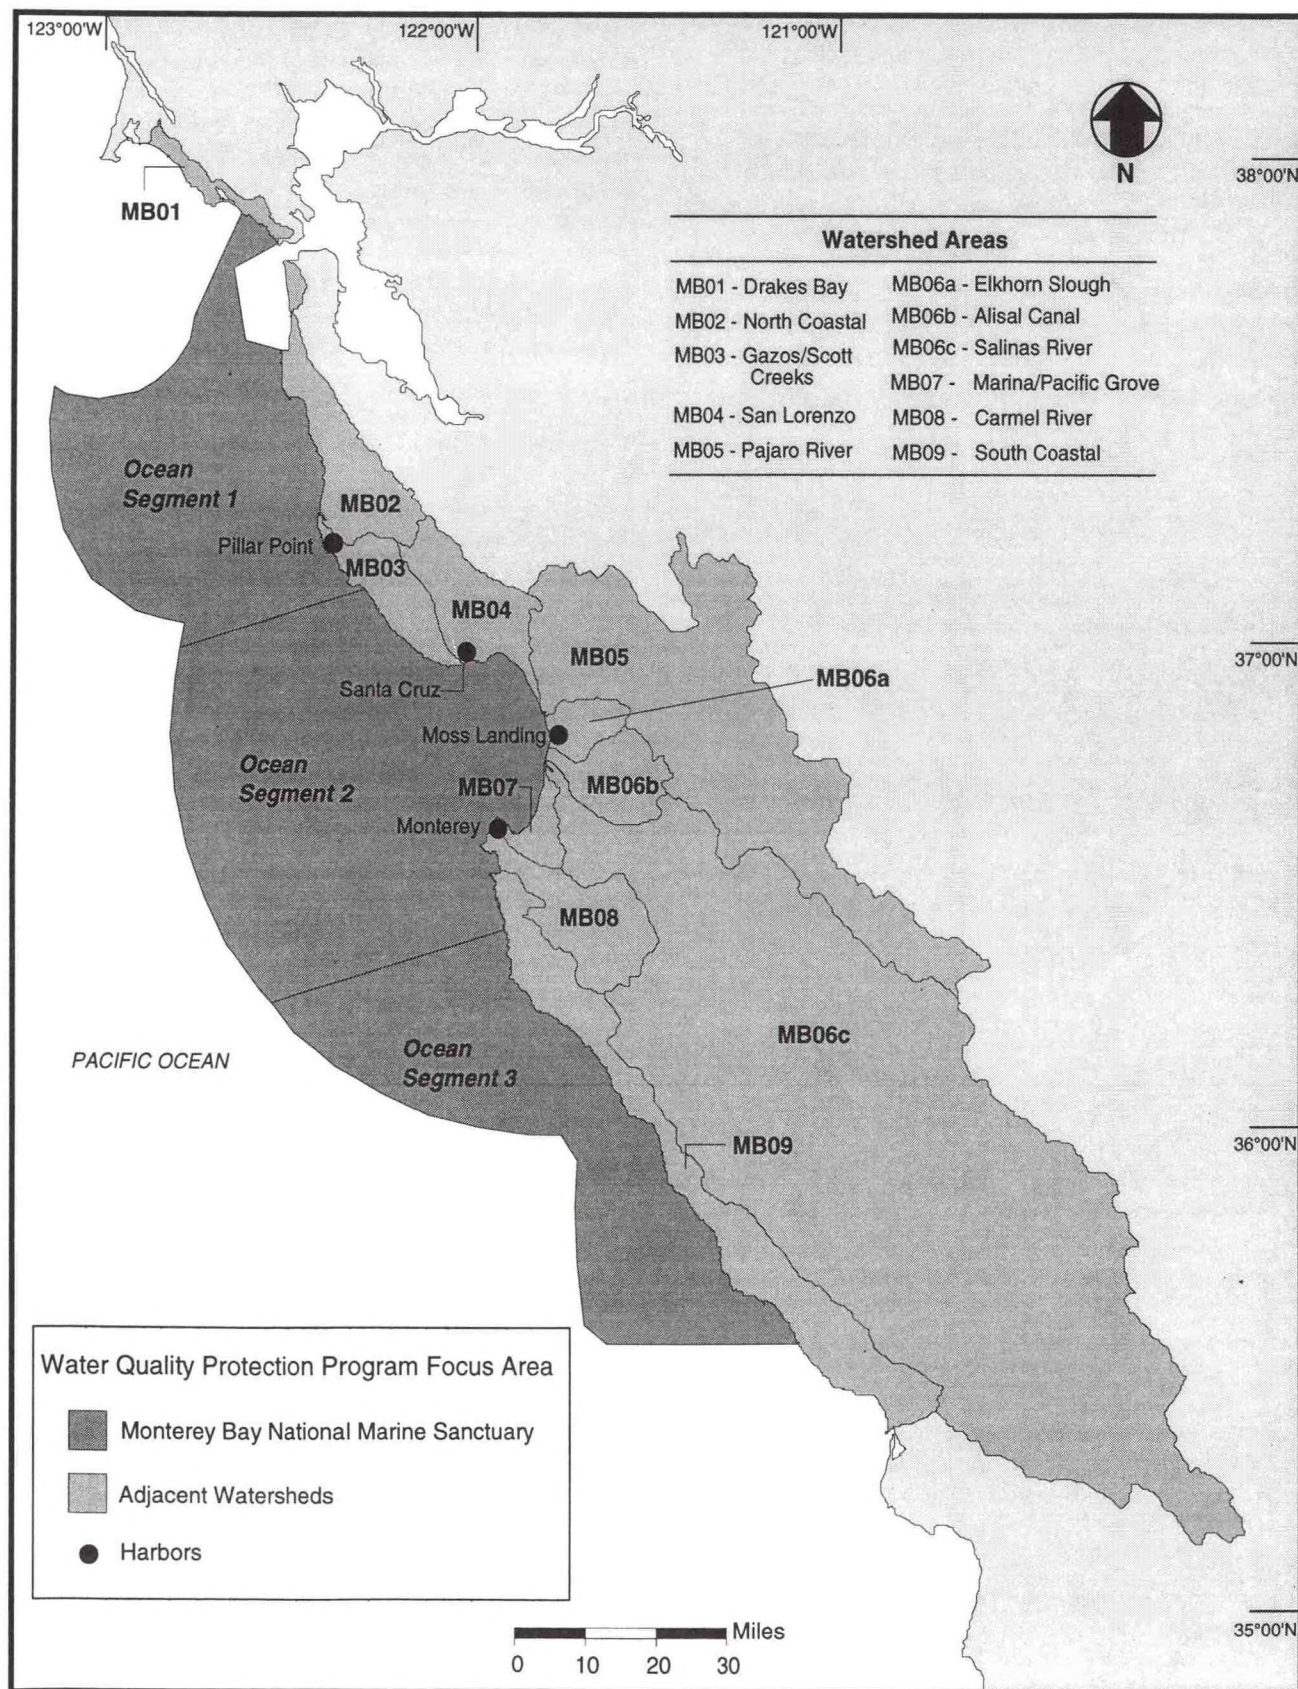 123°00'W
122°00'W
121°00'W
N
38°00'N
MB01
Watershed Areas
MB01 - Drakes Bay
MB02 - North Coastal
MB03 - Gazos/Scott
Creeks
MB04 - San Lorenzo
MB05 - Pajaro River
MB06a - Elkhorn Slough
MB06b - Alisal Canal
MB06c - Salinas River
MB07 - Marina/Pacific Grove
MB08 - Carmel River
MB09 - South Coastal
Ocean
Segment 1
MB02
Pillar Point
MB03
MB04
MB05
37°00'N
MB06a
Santa Cruz
Moss Landing
Ocean
Segment 2
MB07
MB06b
Monterey
MB08
MB06c
PACIFIC OCEAN
Ocean
Segment 3
36°00'N
MB09
Water Quality Protection Program Focus Area
Monterey Bay National Marine Sanctuary
Adjacent Watersheds
Harbors
Miles
0 10 20 30
35°00'N